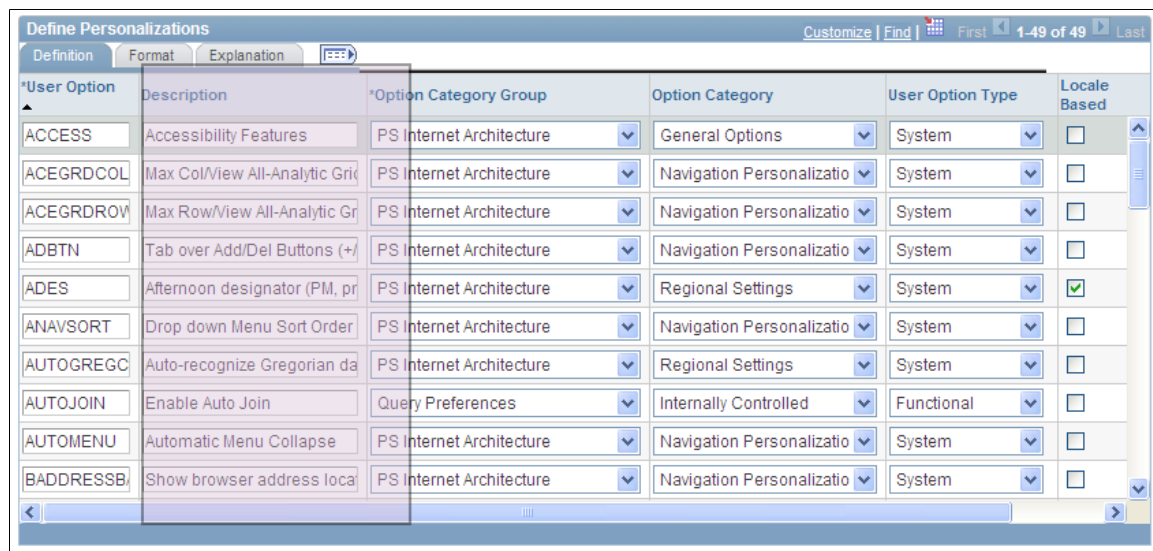 Define Personalizations Customize | Find | First 1-49 of 49 Last
Definition Format Explanation
*User Option Description *Option Category Group Option Category User Option Type Locale Based
ACCESS Accessibility Features PS Internet Architecture General Options System
ACEGRDCOL Max Col/View All-Analytic Gric PS Internet Architecture Navigation Personalizatio System
ACEGRDROW Max Row/View All-Analytic Gr PS Internet Architecture Navigation Personalizatio System
ADBTN Tab over Add/Del Buttons (+/ PS Internet Architecture Navigation Personalizatio System
ADES Afternoon designator (PM, pr PS Internet Architecture Regional Settings System
ANAVSORT Drop down Menu Sort Order PS Internet Architecture Navigation Personalizatio System
AUTOGREGC Auto-recognize Gregorian da PS Internet Architecture Regional Settings System
AUTOJOIN Enable Auto Join Query Preferences Internally Controlled Functional
AUTOMENU Automatic Menu Collapse PS Internet Architecture Navigation Personalizatio System
BADDRESSB Show browser address loca PS Internet Architecture Navigation Personalizatio System